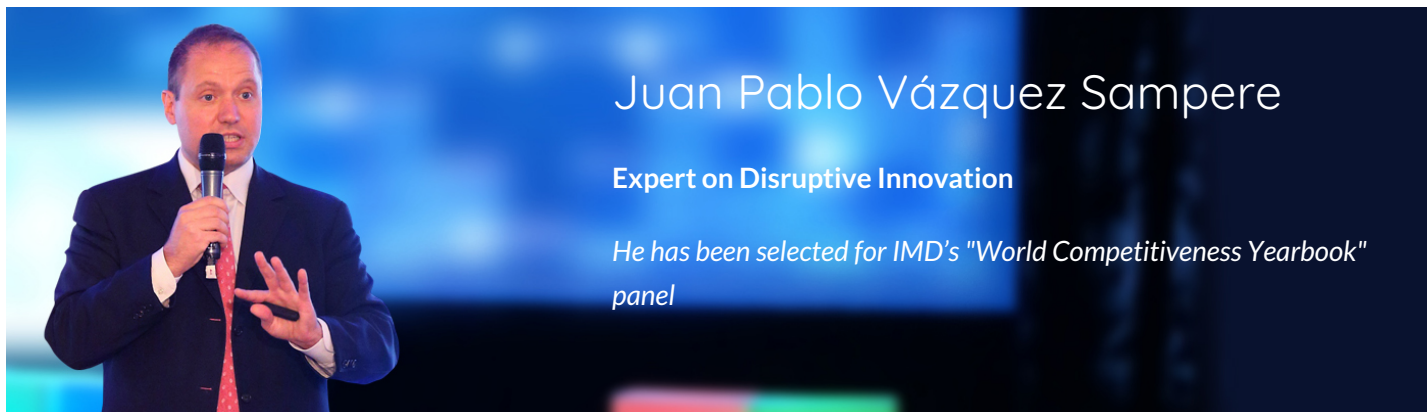 Juan Pablo Vázquez Sampere
Expert on Disruptive Innovation
He has been selected for IMD’s "World Competitiveness Yearbook"
panel